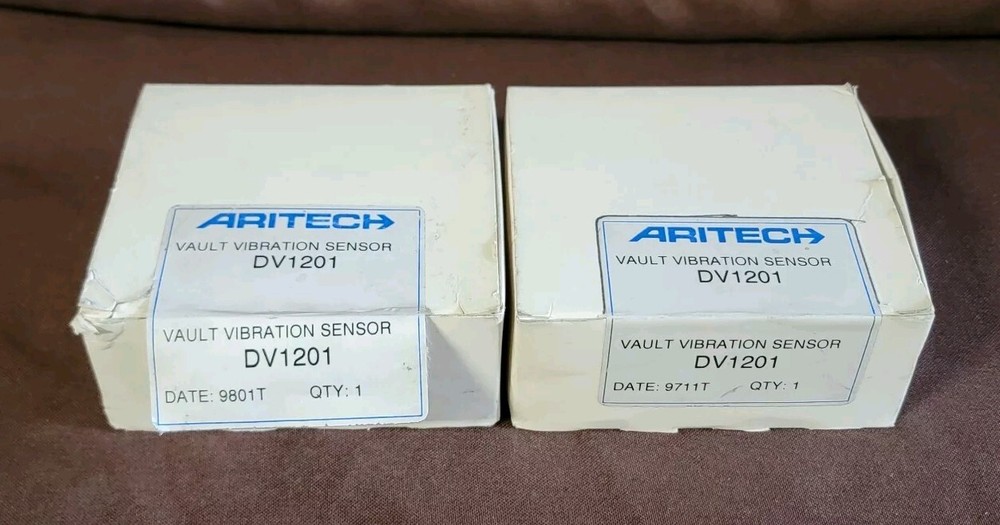 ARITECH
VAULT VIBRATION SENSOR
DV1201
VAULT VIBRATION SENSOR
DV1201
DATE: 9801T QTY: 1
ARITECH
VAULT VIBRATION SENSOR
DV1201
VAULT VIBRATION SENSOR
DV1201
DATE: 9711T QTY: 1